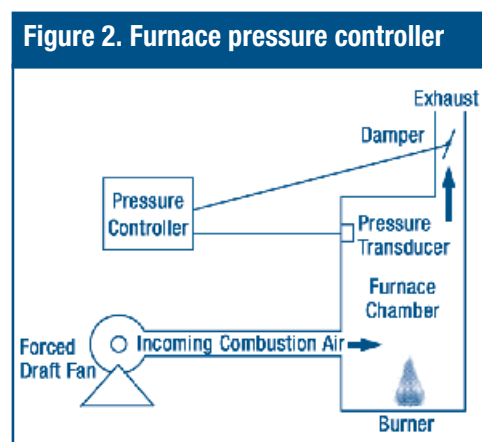 Figure 2. Furnace pressure controller
Exhaust
Damper
Pressure
Controller
Pressure
Transducer
Furnace
Chamber
Forced
Draft Fan
Incoming Combustion Air
Burner